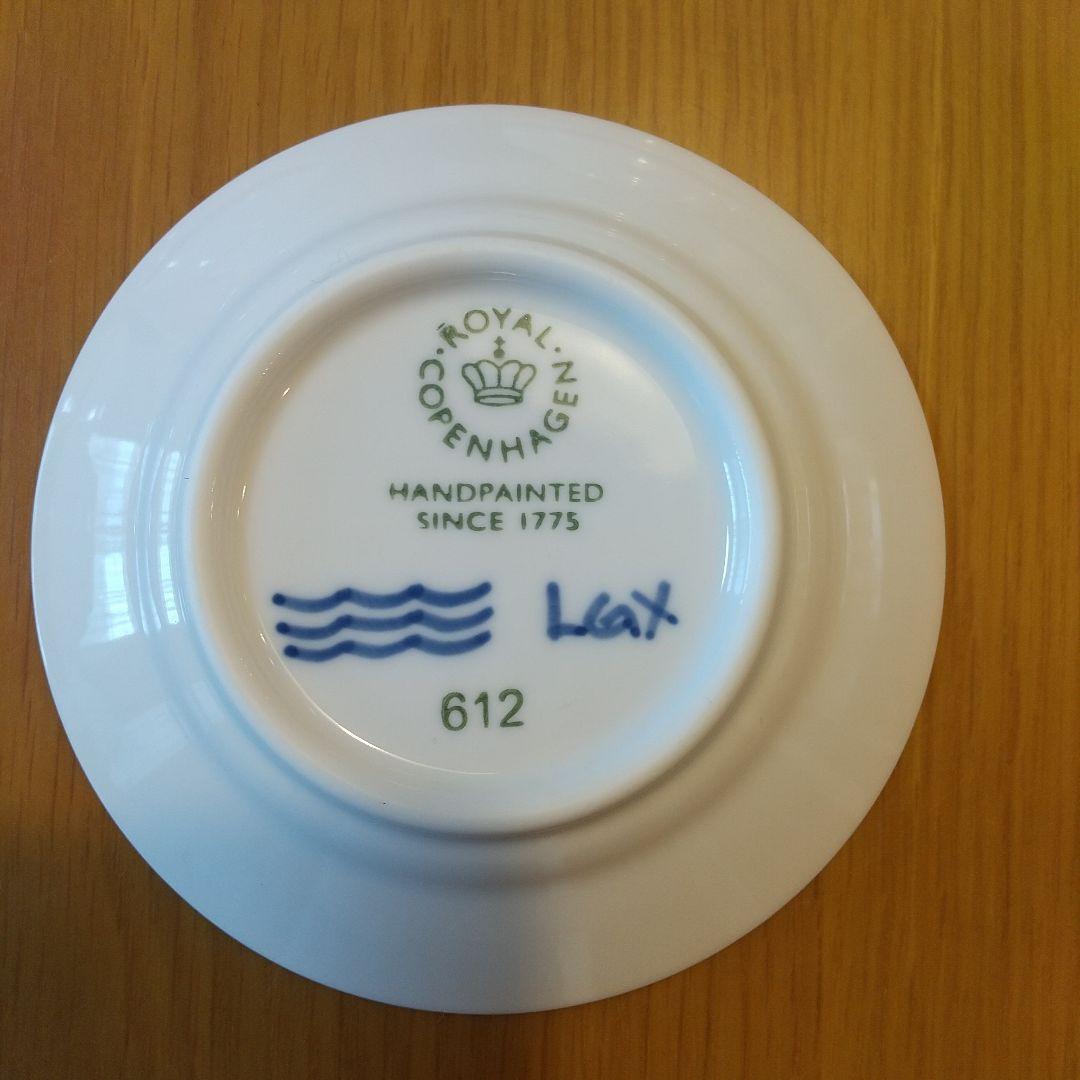 ROYAL
COPENHAGEN
HANDPAINTED
SINCE 1775
612